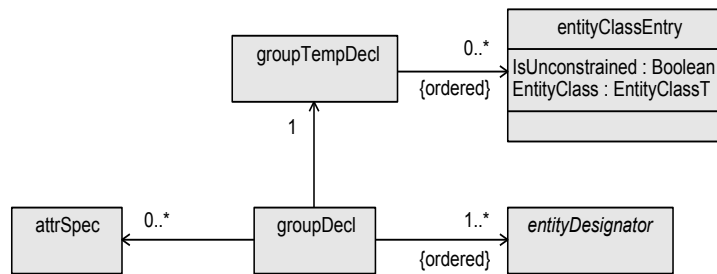 entityClassEntry
0..*
groupTempDecl
IsUnconstrained : Boolean
EntityClass : EntityClassT
{ordered}
1
0..*
1..*
attrSpec
groupDecl
entityDesignator
{ordered}